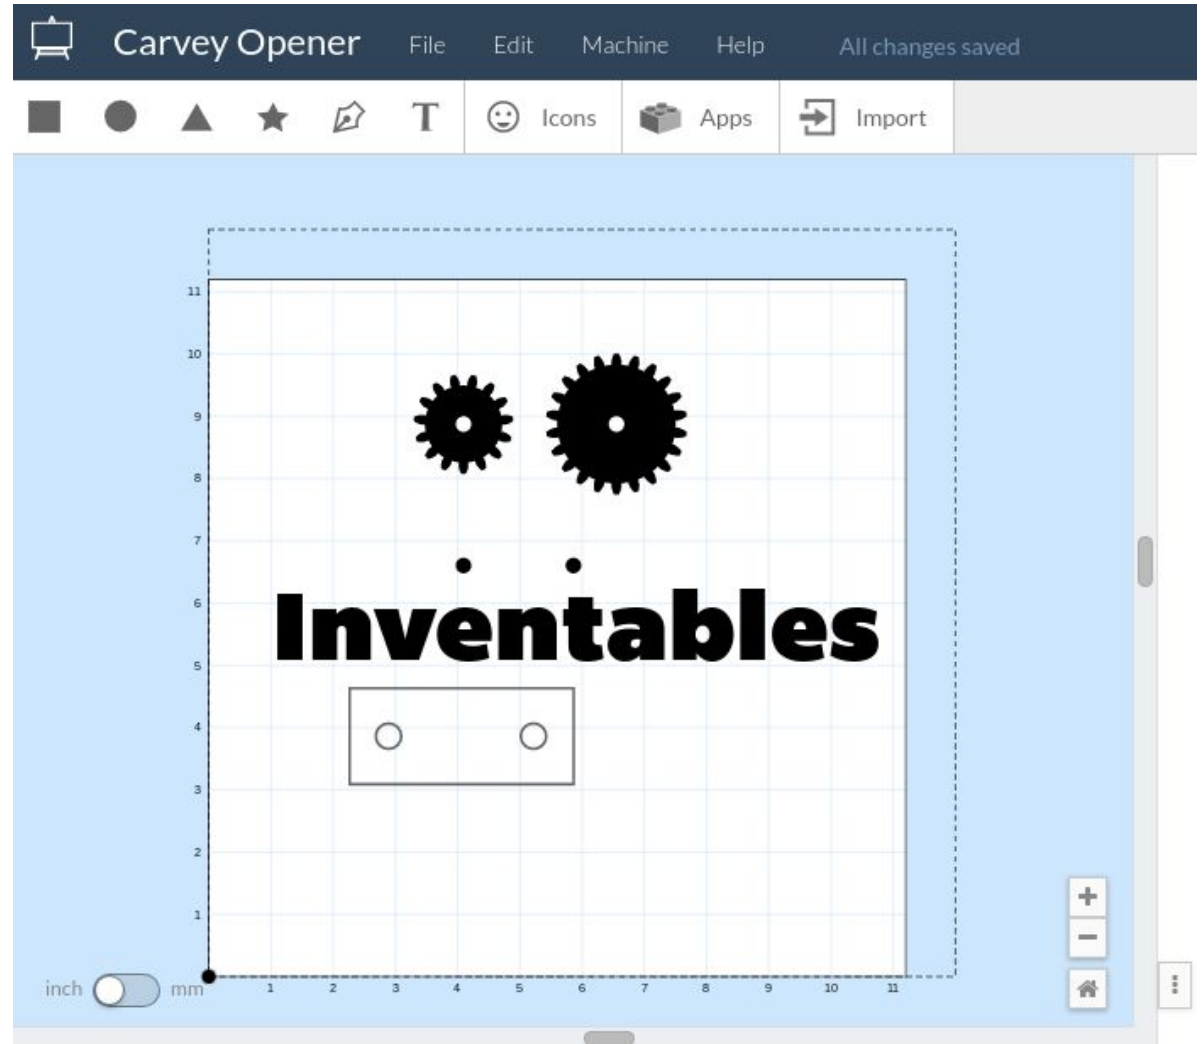 Carvey Opener File Edit Machine Help All changes saved
T Icons Apps Import
11
10
9
8
7
Inventables
6
5
4
3
2
1
inch mm
1 2 3 4 5 6 7 8 9 10 11